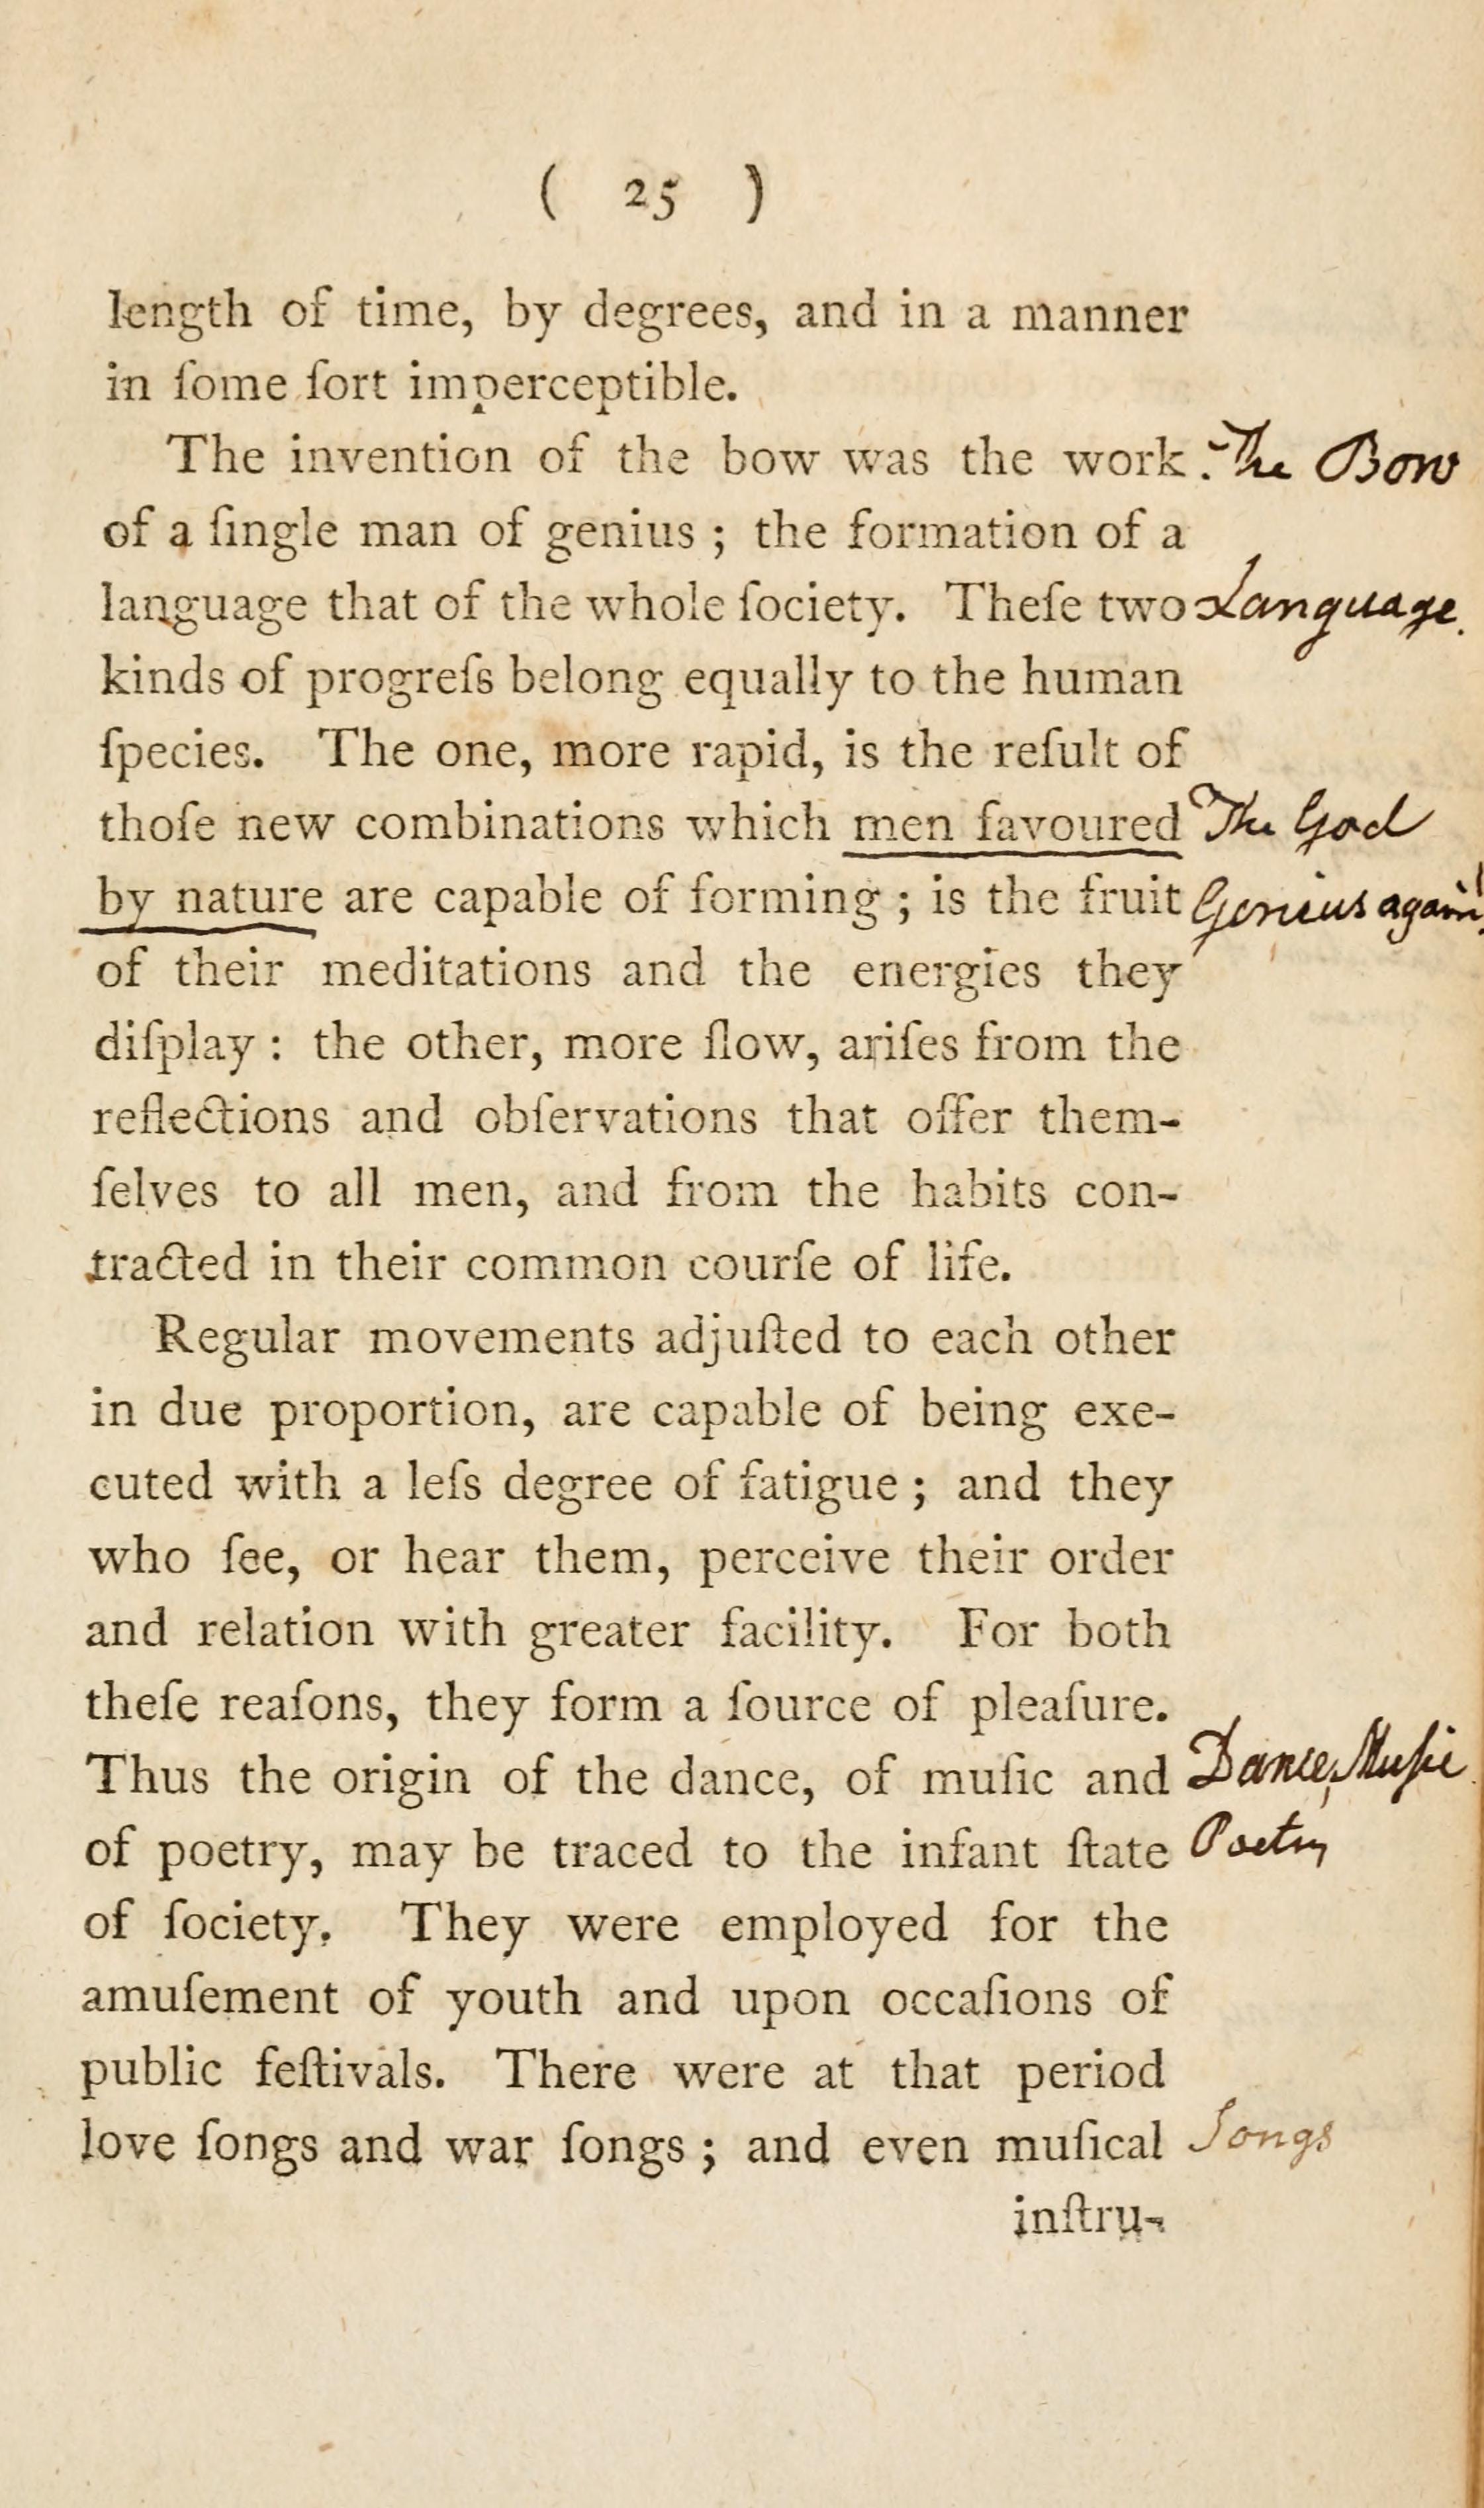 ( 25 )
length of time, by degrees, and in a manner
in ſome ſort imperceptible.
The invention of the bow was the work The Bow
of a ſingle man of genius ; the formation of a
language that of the whole ſociety. Theſe two Language.
kinds of progreſs belong equally to the human
ſpecies. The one, more rapid, is the reſult of
thoſe new combinations which men favoured The God
by nature are capable of forming ; is the fruit Genius again!
of their meditations and the energies they
diſplay : the other, more ſlow, ariſes from the
reflections and obſervations that offer them-
ſelves to all men, and from the habits con-
tracted in their common courſe of life.
Regular movements adjuſted to each other
in due proportion, are capable of being exe-
cuted with a leſs degree of fatigue ; and they
who ſee, or hear them, perceive their order
and relation with greater facility. For both
theſe reaſons, they form a ſource of pleaſure.
Thus the origin of the dance, of muſic and Dance, Muſic
of poetry, may be traced to the infant ſtate Poetry
of ſociety. They were employed for the
amuſement of youth and upon occaſions of
public feſtivals. There were at that period
love ſongs and war ſongs ; and even muſical Songs
inſtru-